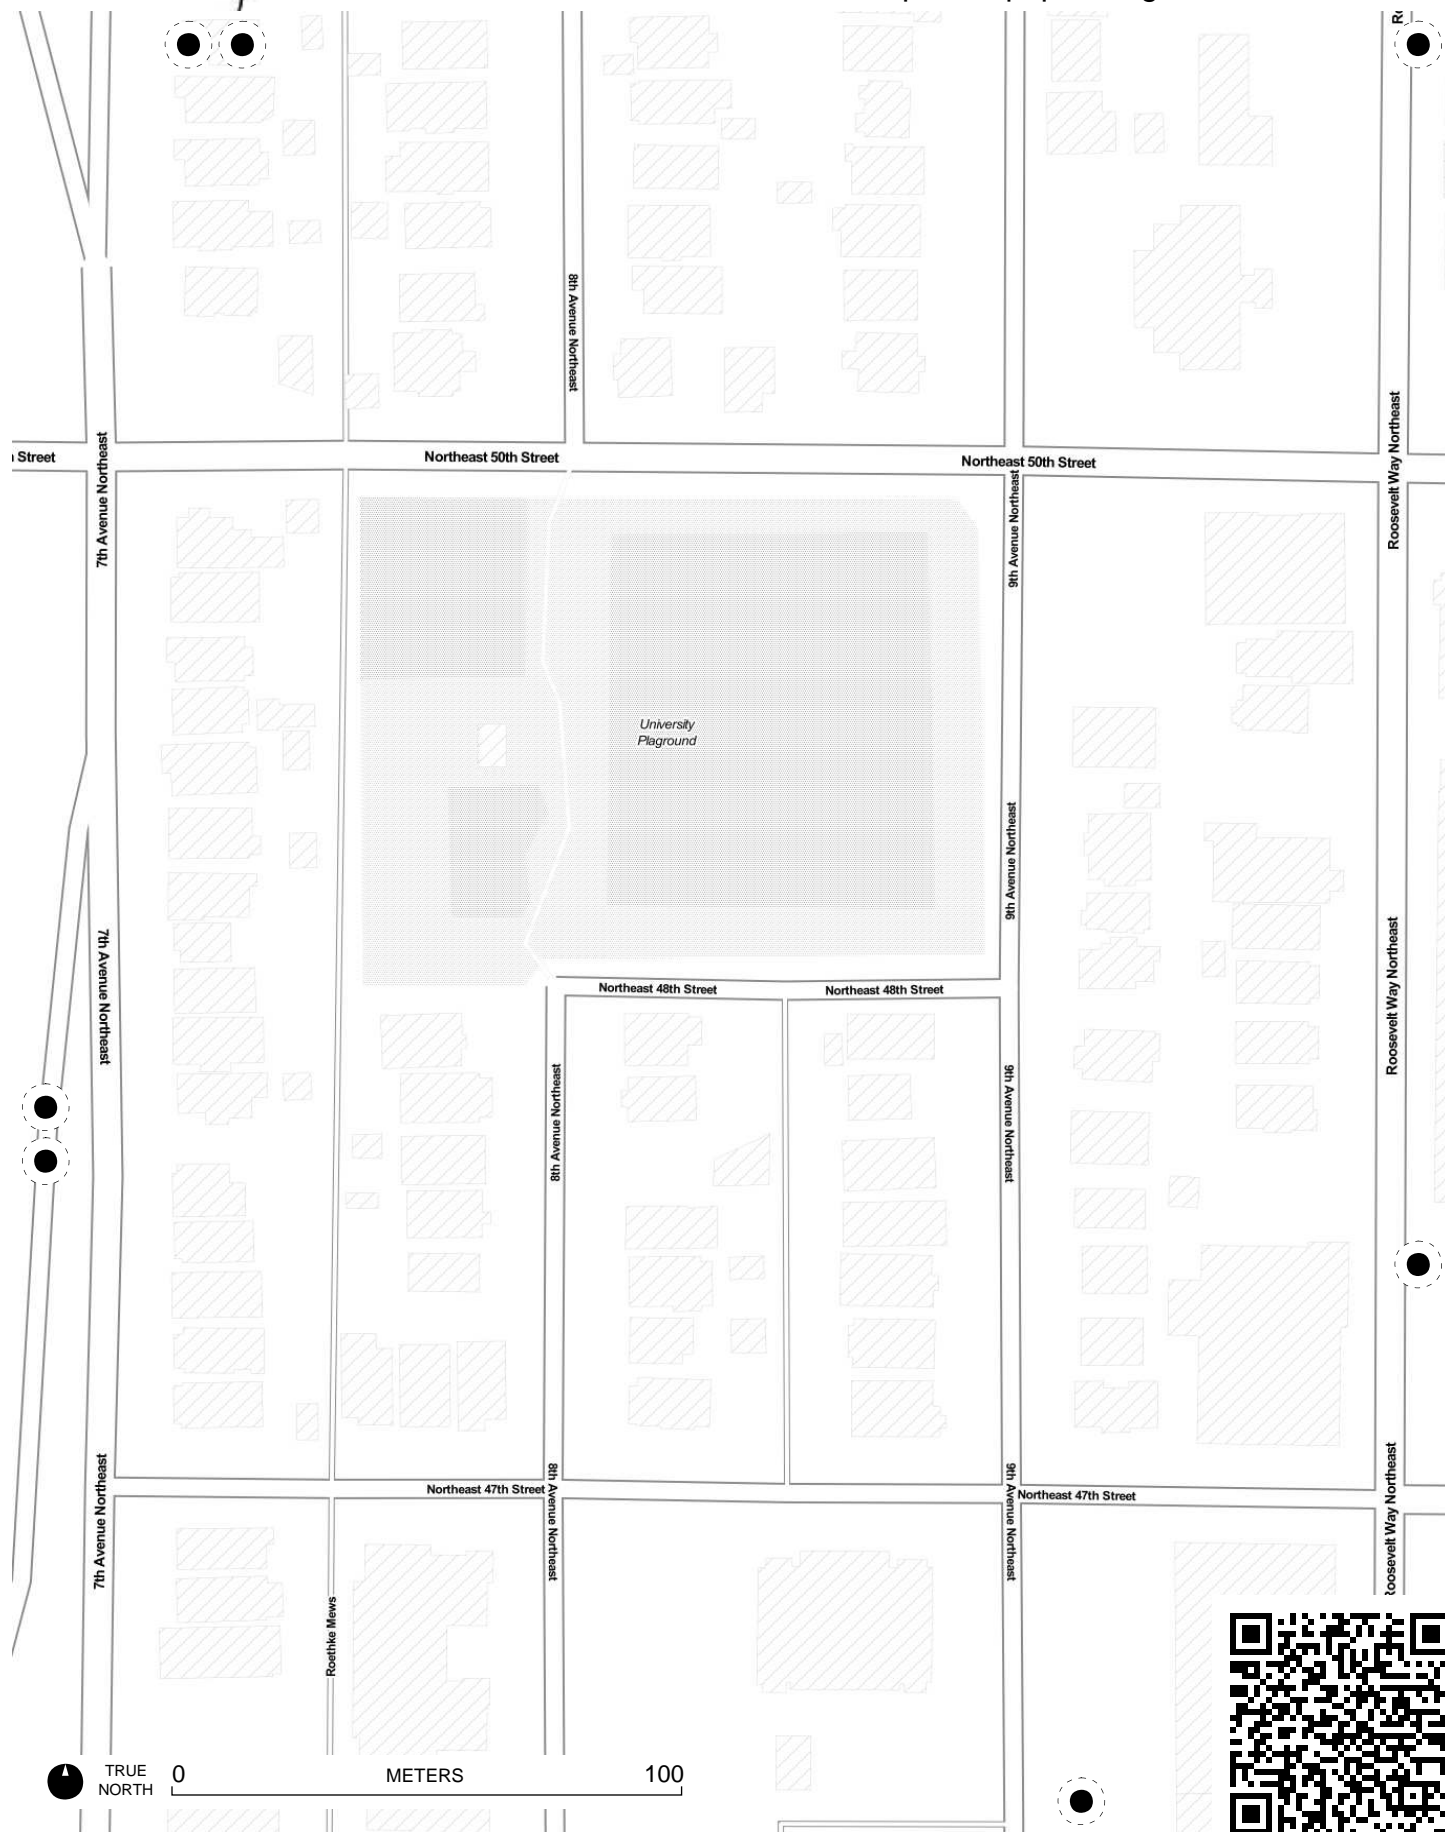 8th Avenue Northeast
Street
7th Avenue Northeast
Northeast 50th Street
Northeast 50th Street
Roosevelt Way Northeast
9th Avenue Northeast
University
Plaground
9th Avenue Northeast
7th Avenue Northeast
Roosevelt Way Northeast
Northeast 48th Street
Northeast 48th Street
8th Avenue Northeast
9th Avenue Northeast
7th Avenue Northeast
Northeast 47th Street
8th Avenue Northeast
9th Avenue Northeast
Northeast 47th Street
Roosevelt Way Northeast
Roethke Mews
TRUE
NORTH
0 METERS 100